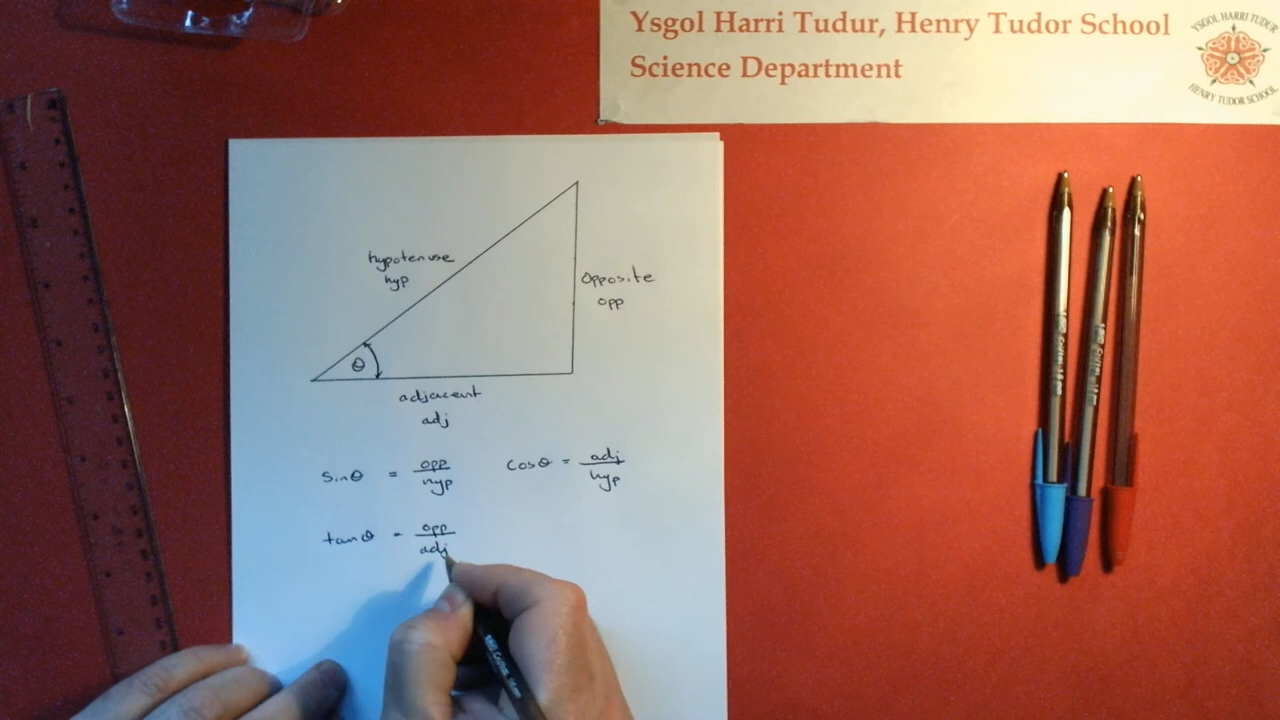 Ysgol Harri Tudur, Henry Tudor School
Science Department
YSGOL HARRI TUDUR
HENRY TUDOR SCHOOL
hypotenuse
hyp
opposite
opp
θ
adjacent
adj
sinθ = opp/hyp
cosθ = adj/hyp
tanθ = opp/adj